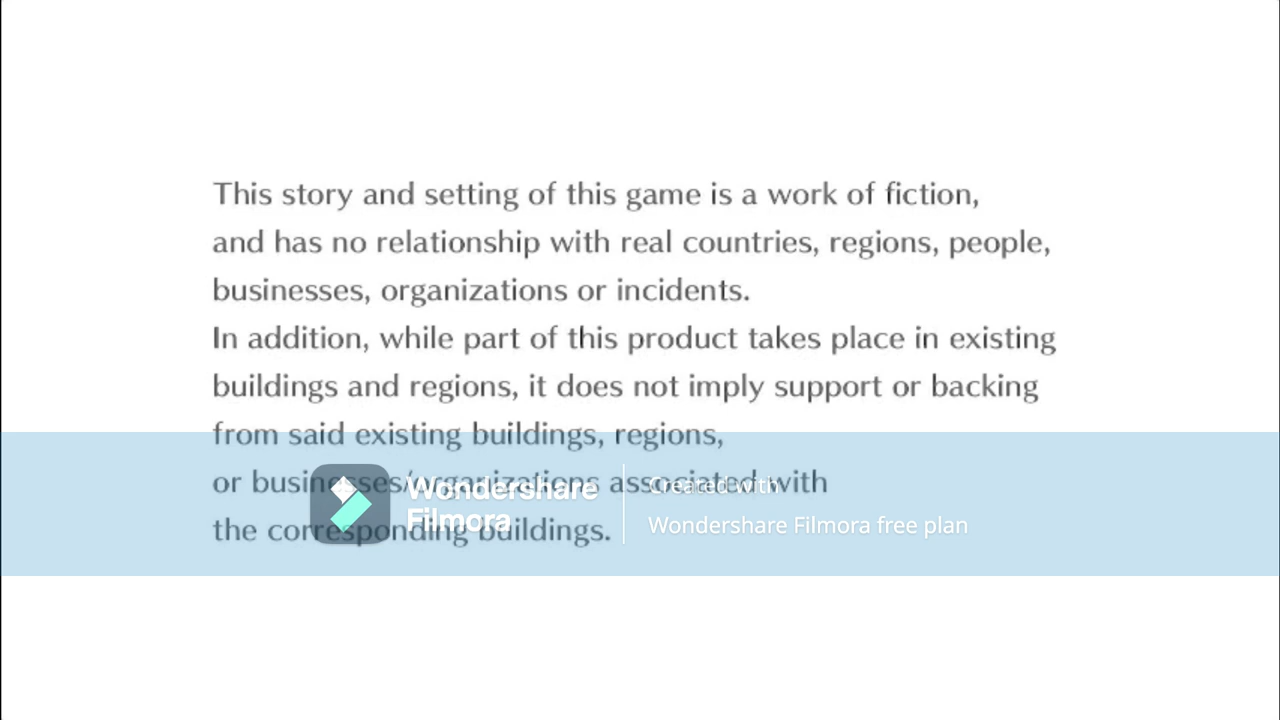 This story and setting of this game is a work of fiction,
and has no relationship with real countries, regions, people,
businesses, organizations or incidents.
In addition, while part of this product takes place in existing
buildings and regions, it does not imply support or backing
from said existing buildings, regions,
or businesses/organizations associated with
the corresponding buildings.
Wondershare
Filmora
Created with
Wondershare Filmora free plan